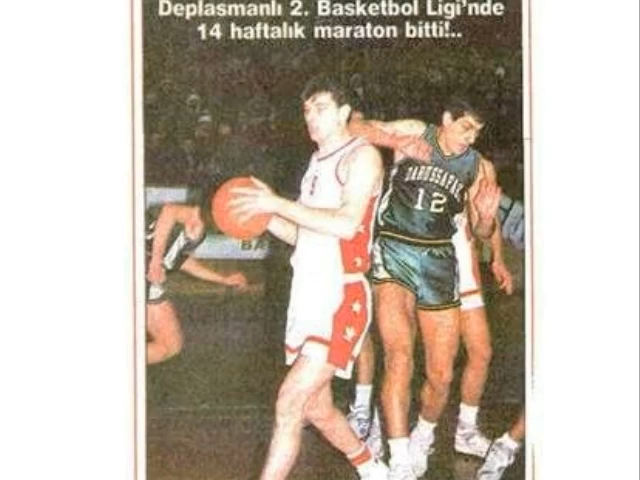 Deplasmanlı 2. Basketbol Ligi'nde
14 haftalık maraton bitti!..
DARÜŞŞAFAKA
12